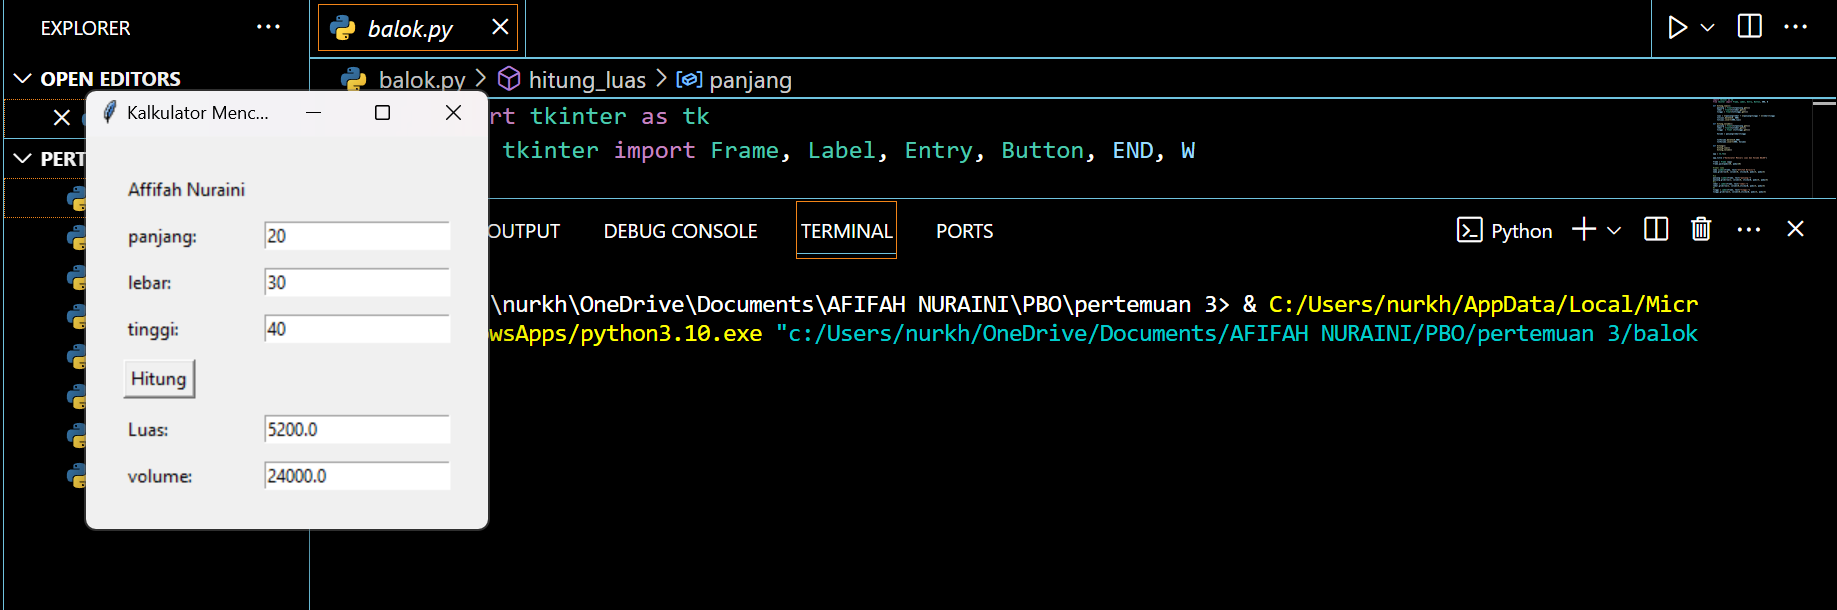 EXPLORER
balok.py
OPEN EDITORS
balok.py > hitung_luas > panjang
Kalkulator Menc...
rt tkinter as tk
PERT
tkinter import Frame, Label, Entry, Button, END, W
Affifah Nuraini
panjang: 20
lebar: 30
tinggi: 40
Hitung
Luas: 5200.0
volume: 24000.0
OUTPUT DEBUG CONSOLE TERMINAL PORTS Python
\nurkh\OneDrive\Documents\AFIFAH NURAINI\PBO\pertemuan 3> & C:/Users/nurkh/AppData/Local/Micr
wsApps/python3.10.exe "c:/Users/nurkh/OneDrive/Documents/AFIFAH NURAINI/PBO/pertemuan 3/balok